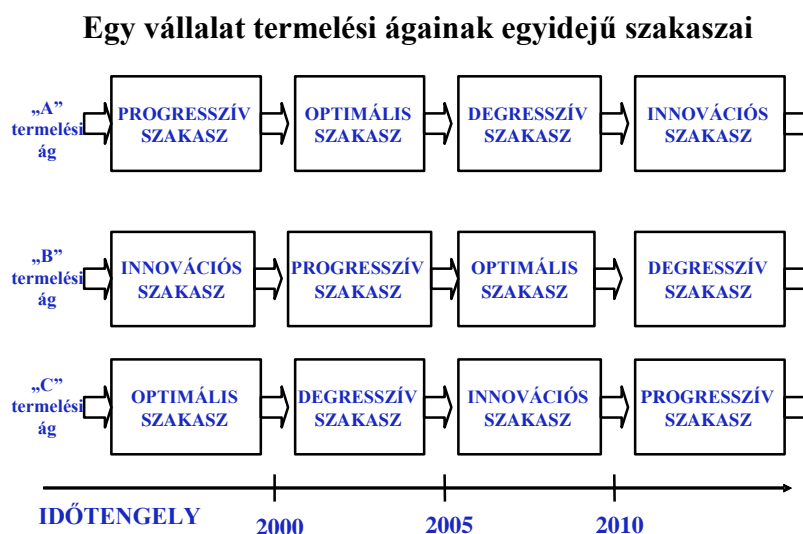 Egy vállalat termelési ágainak egyidejű szakaszai
„A”
termelési
ág
PROGRESSZÍV
SZAKASZ
OPTIMÁLIS
SZAKASZ
DEGRESSZÍV
SZAKASZ
INNOVÁCIÓS
SZAKASZ
„B”
termelési
ág
INNOVÁCIÓS
SZAKASZ
PROGRESSZÍV
SZAKASZ
OPTIMÁLIS
SZAKASZ
DEGRESSZÍV
SZAKASZ
„C”
termelési
ág
OPTIMÁLIS
SZAKASZ
DEGRESSZÍV
SZAKASZ
INNOVÁCIÓS
SZAKASZ
PROGRESSZÍV
SZAKASZ
IDŐTENGELY
2000
2005
2010